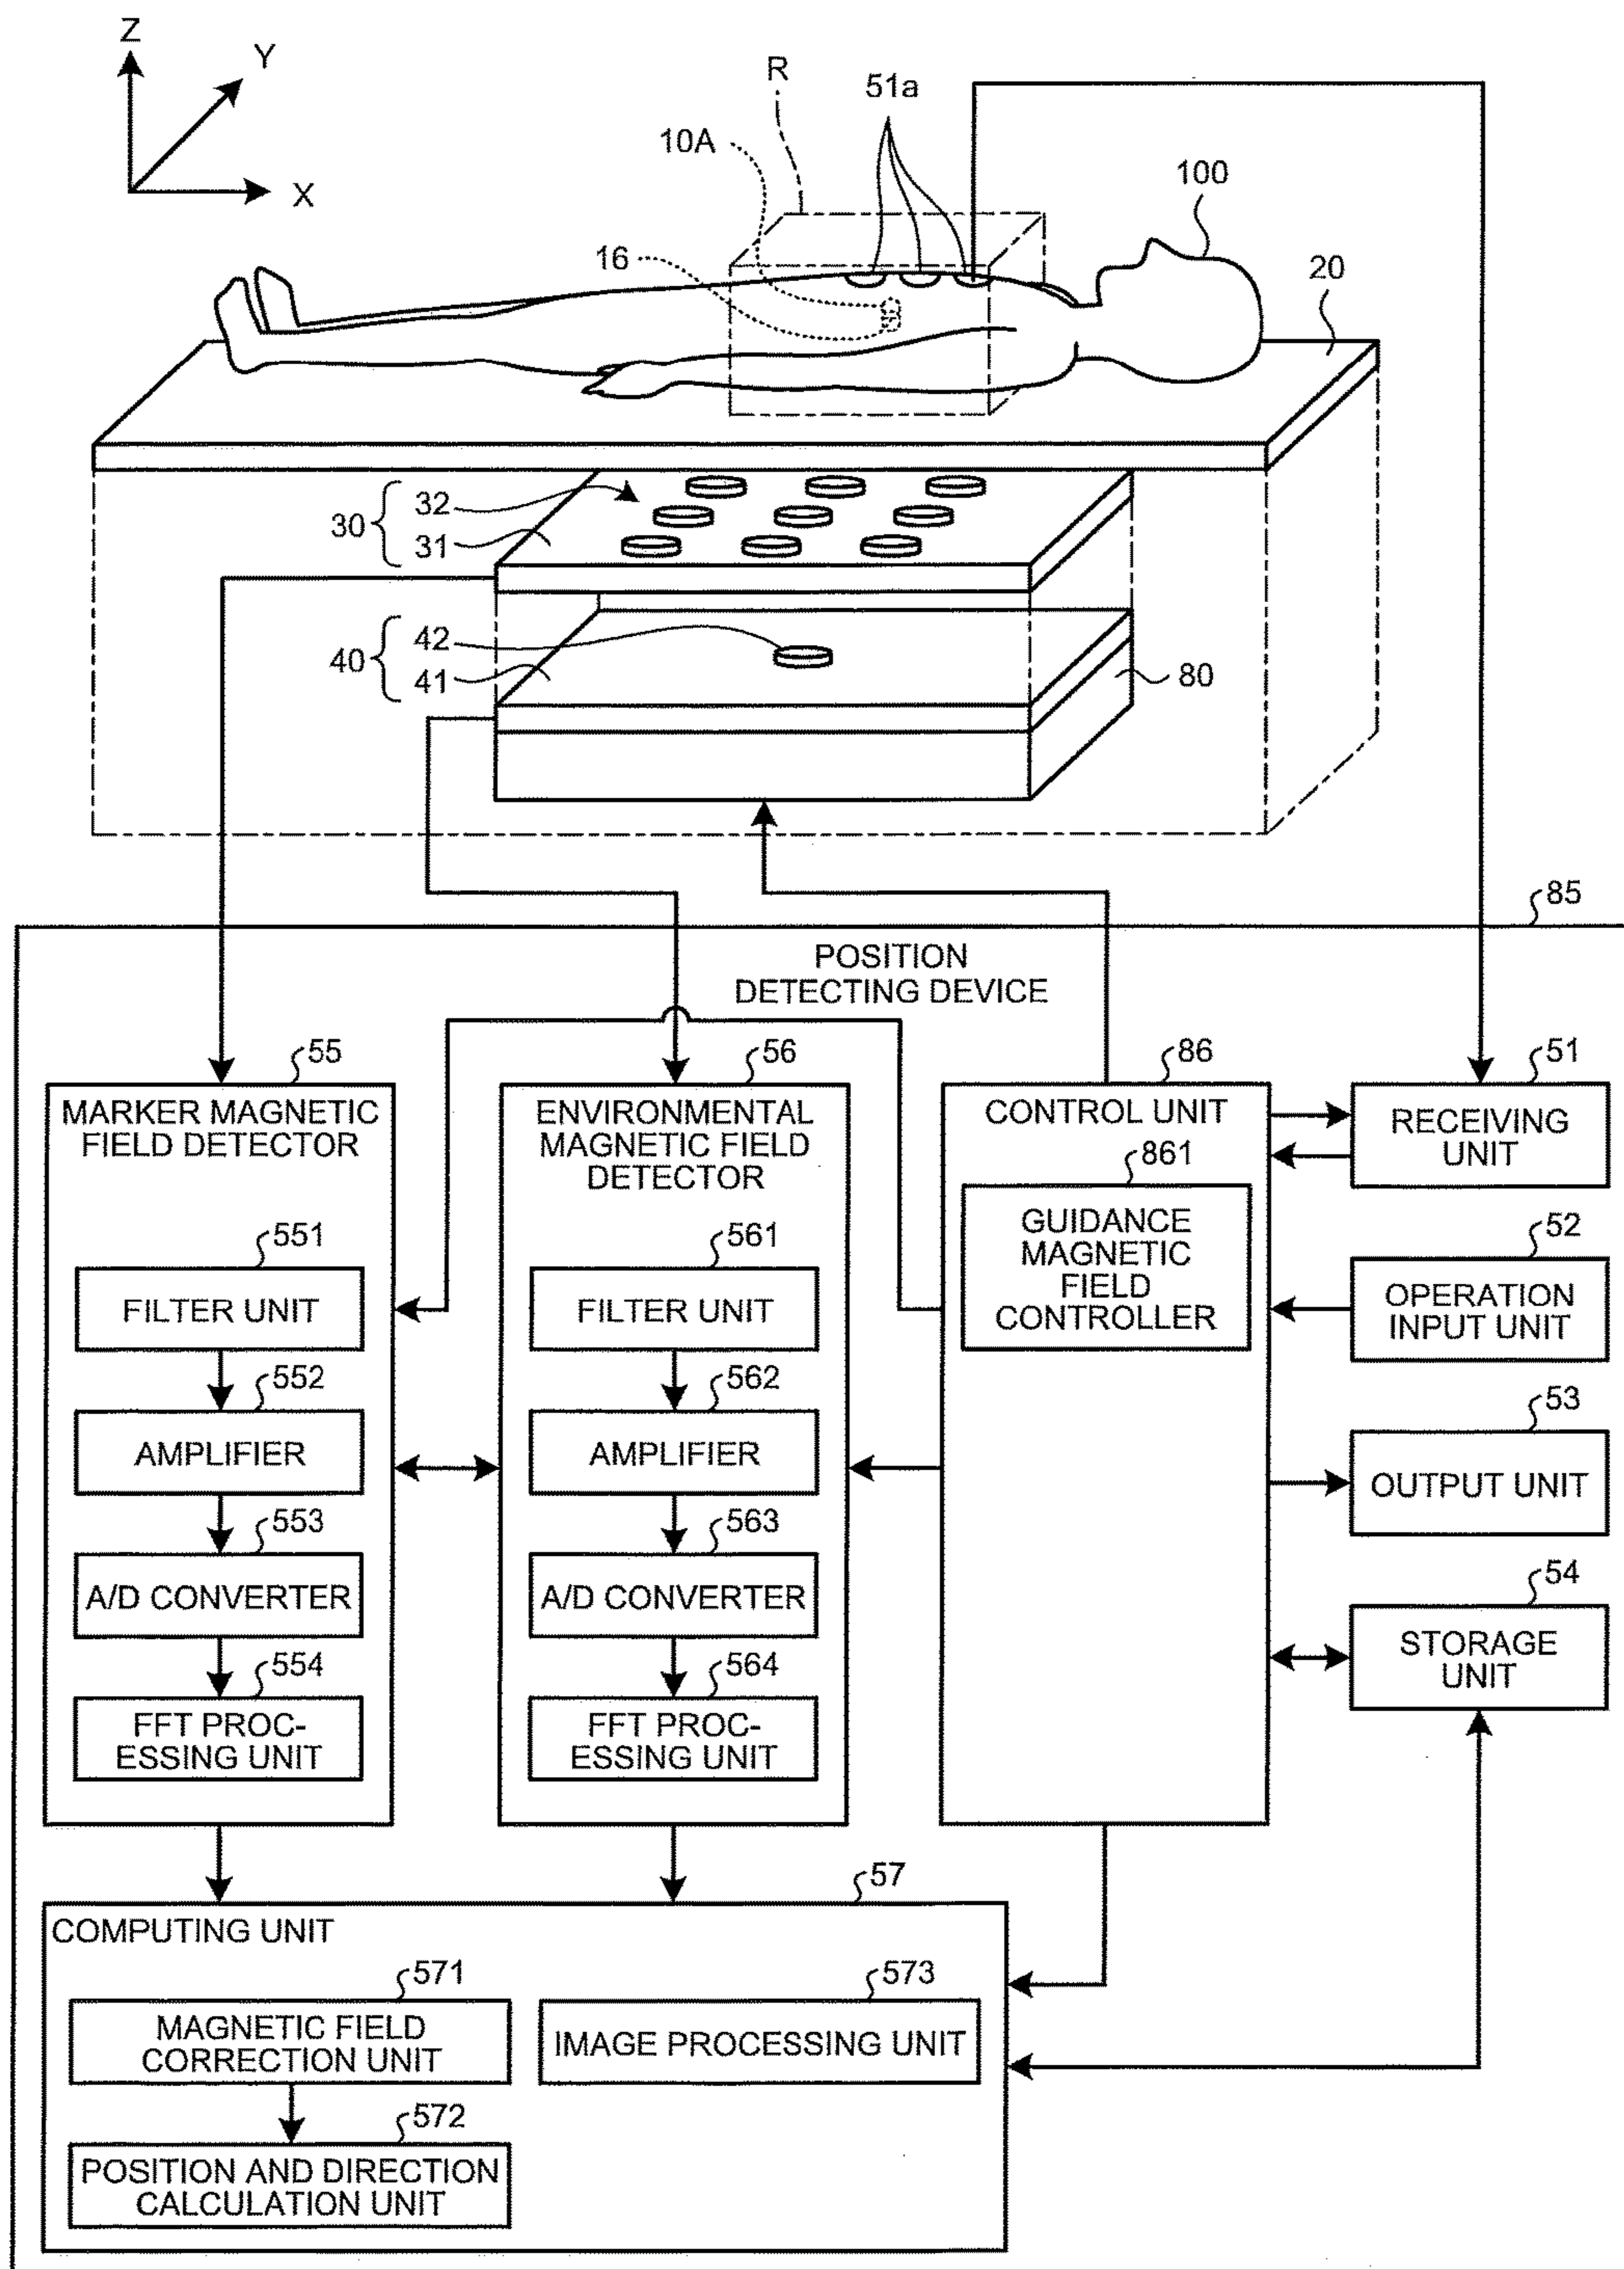 Z
Y
X
R
51a
10A
100
16
20
32
30
31
42
40
41
80
85
POSITION
DETECTING DEVICE
55
56
86
51
MARKER MAGNETIC
FIELD DETECTOR
ENVIRONMENTAL
MAGNETIC FIELD
DETECTOR
CONTROL UNIT
RECEIVING
UNIT
861
GUIDANCE
MAGNETIC
FIELD
CONTROLLER
551
FILTER UNIT
561
FILTER UNIT
52
OPERATION
INPUT UNIT
552
AMPLIFIER
562
AMPLIFIER
53
OUTPUT UNIT
553
A/D CONVERTER
563
A/D CONVERTER
54
STORAGE
UNIT
554
FFT PROC-
ESSING UNIT
564
FFT PROC-
ESSING UNIT
57
COMPUTING UNIT
571
MAGNETIC FIELD
CORRECTION UNIT
573
IMAGE PROCESSING UNIT
572
POSITION AND DIRECTION
CALCULATION UNIT